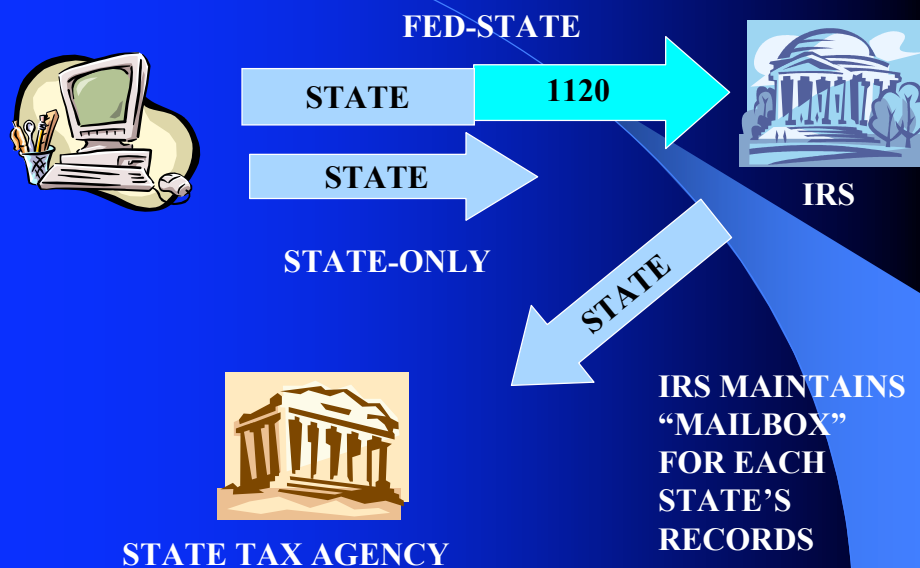 FED-STATE
STATE 1120
STATE
IRS
STATE-ONLY
STATE
IRS MAINTAINS
“MAILBOX”
FOR EACH
STATE’S
RECORDS
STATE TAX AGENCY